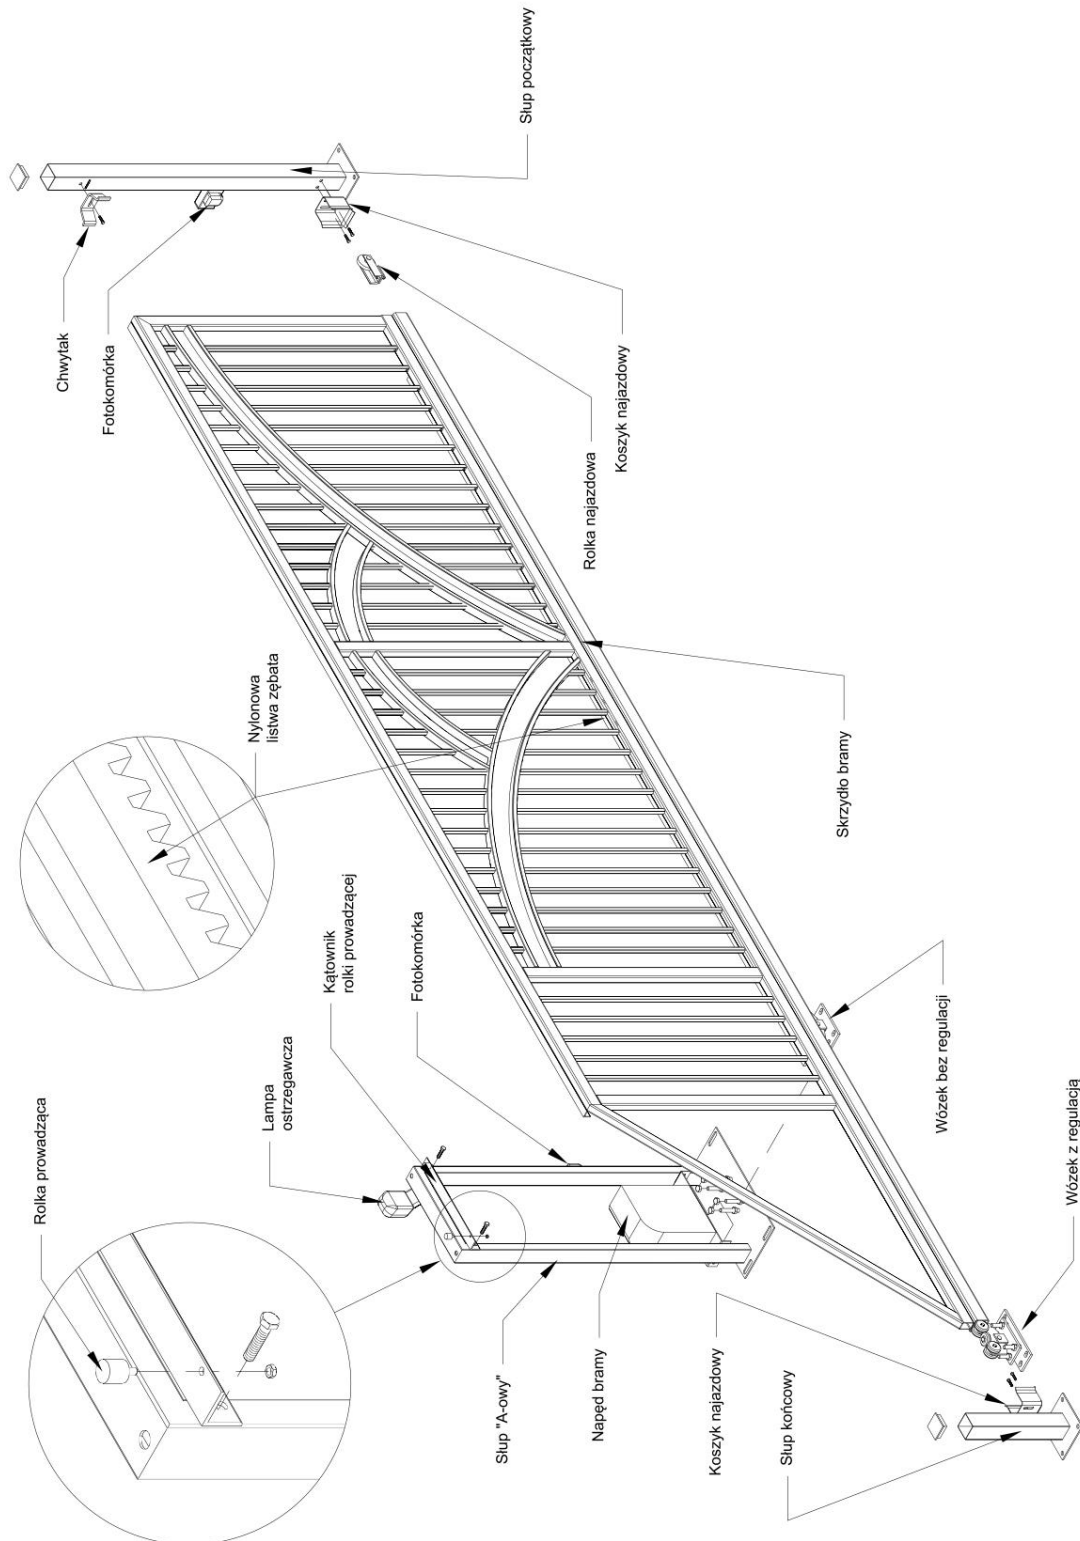 Rolka prowadząca
Lampa
ostrzegawcza
Kątownik
rolki prowadzącej
Fotokomórka
Nylonowa
listwa zębata
Chwytak
Fotokomórka
Słup początkowy
Słup "A-owy"
Napęd bramy
Koszyk najazdowy
Słup końcowy
Wózek bez regulacji
Wózek z regulacją
Skrzydło bramy
Rolka najazdowa
Koszyk najazdowy